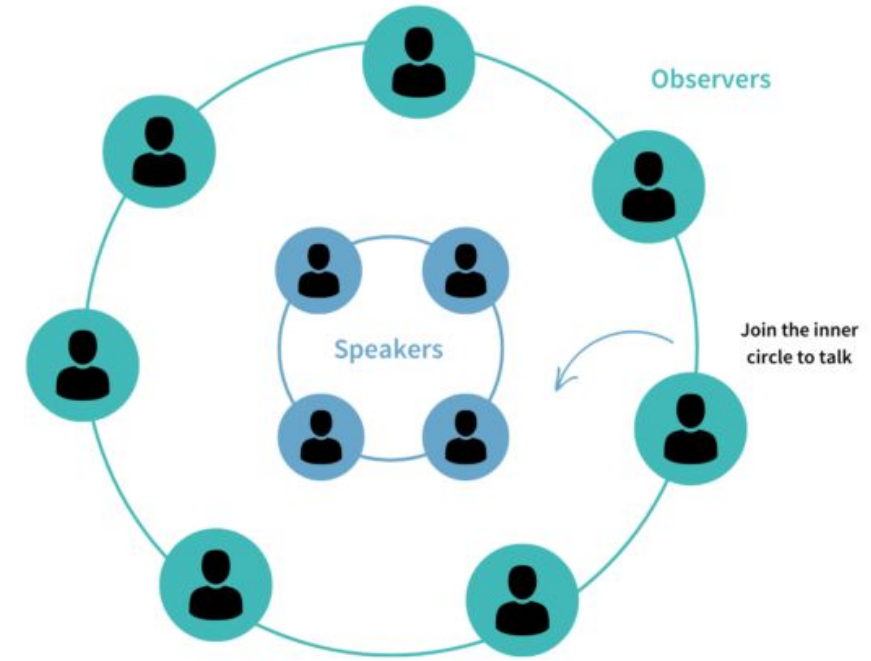 Observers
Speakers
Join the inner
circle to talk